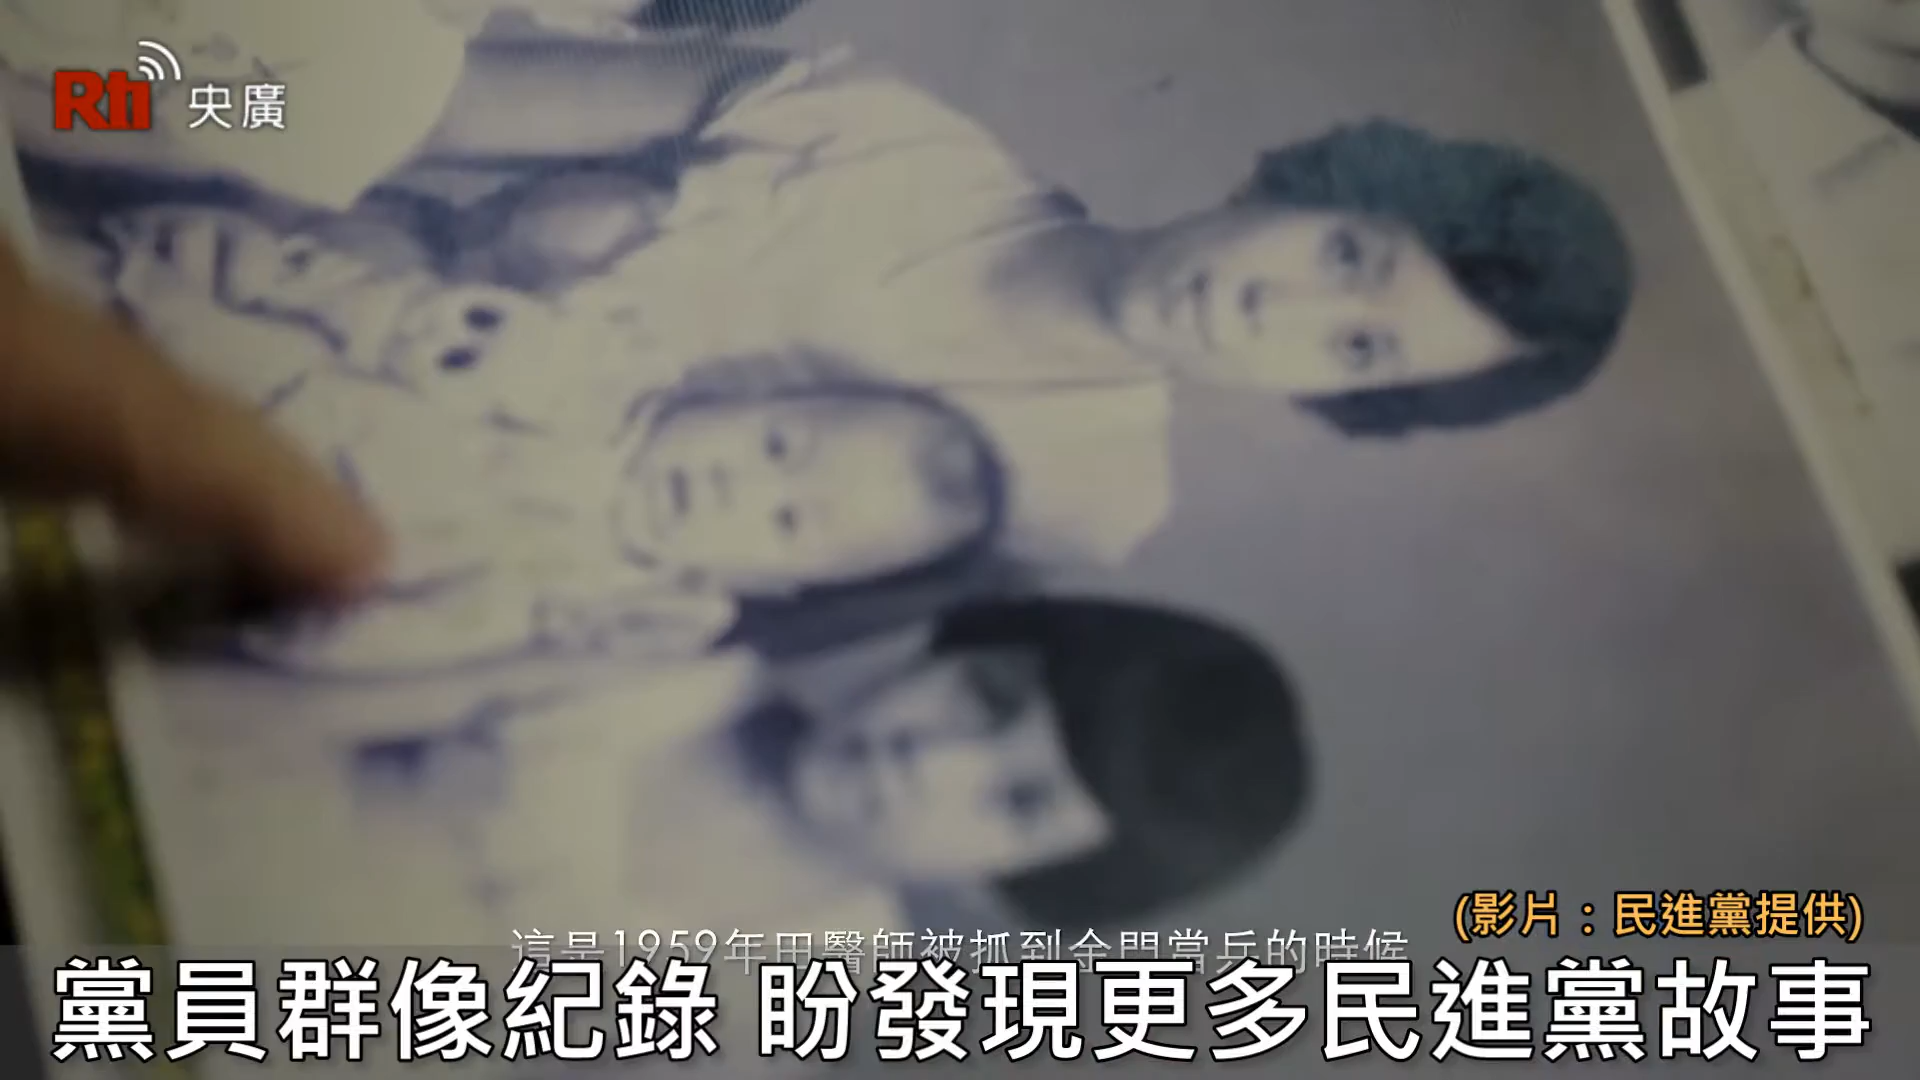 Rti 央廣
(影片：民進黨提供)
這是1959年田醫師被抓到金門當兵的時候
黨員群像紀錄 盼發現更多民進黨故事